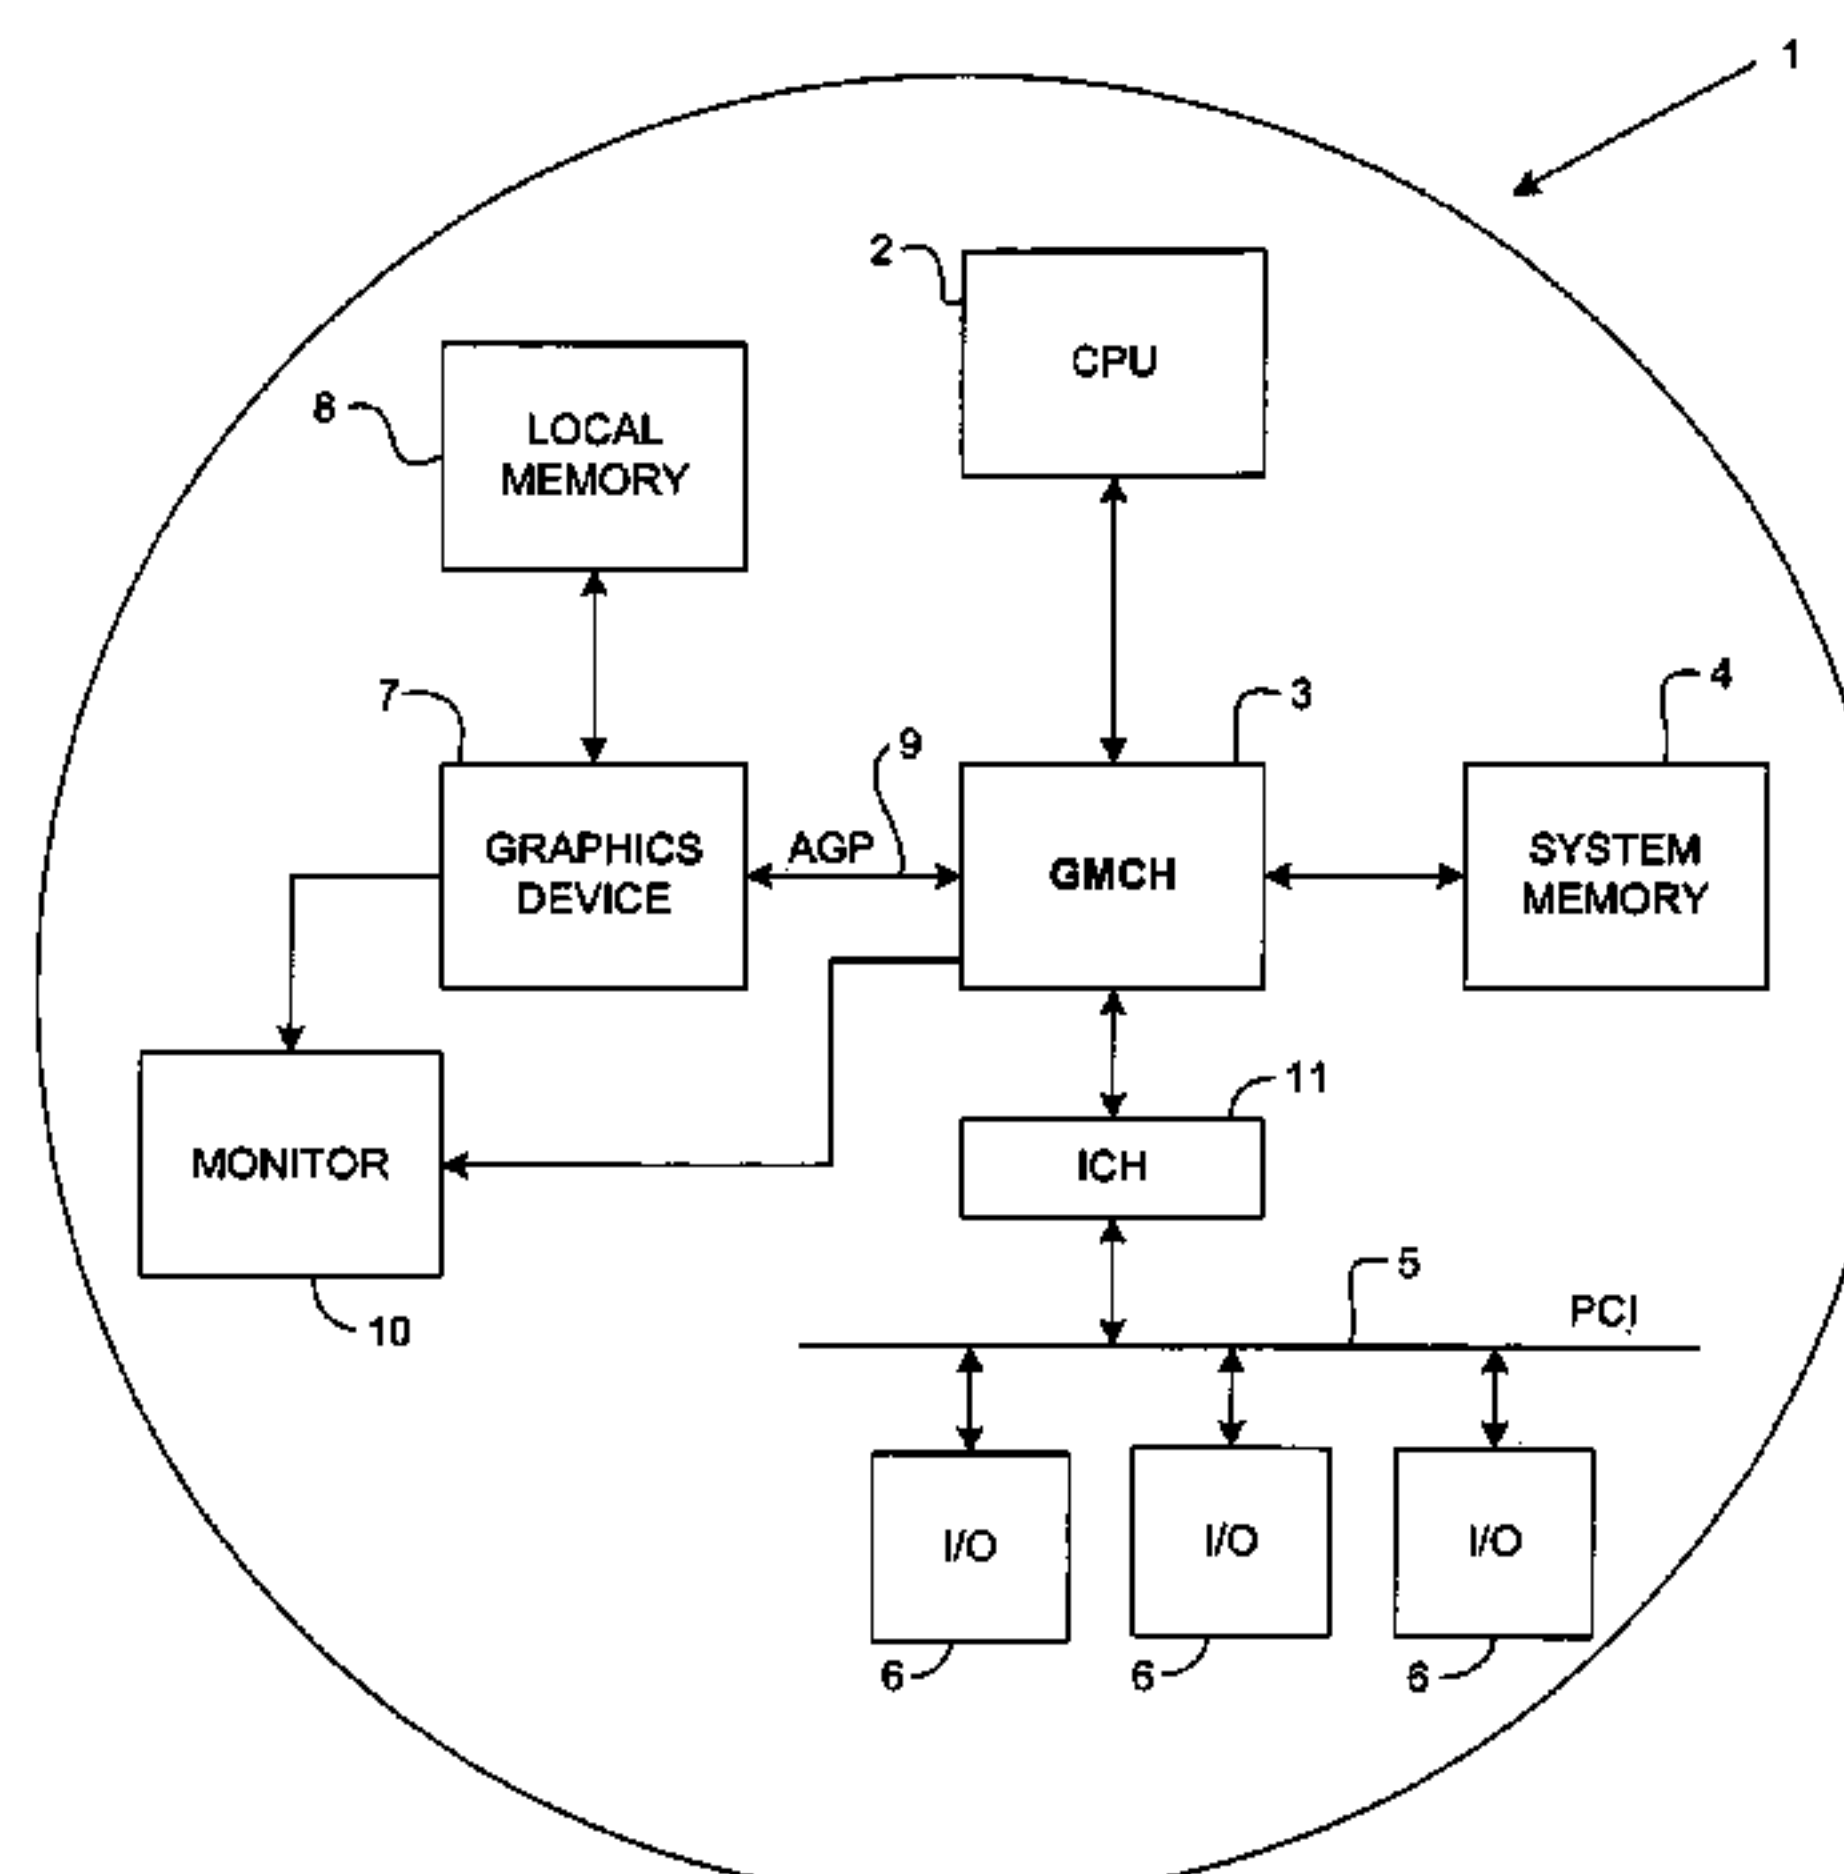 1
2
CPU
8
LOCAL
MEMORY
7
9
3
4
GRAPHICS
DEVICE
AGP
GMCH
SYSTEM
MEMORY
11
MONITOR
ICH
10
5
PCI
I/O
I/O
I/O
6
6
6